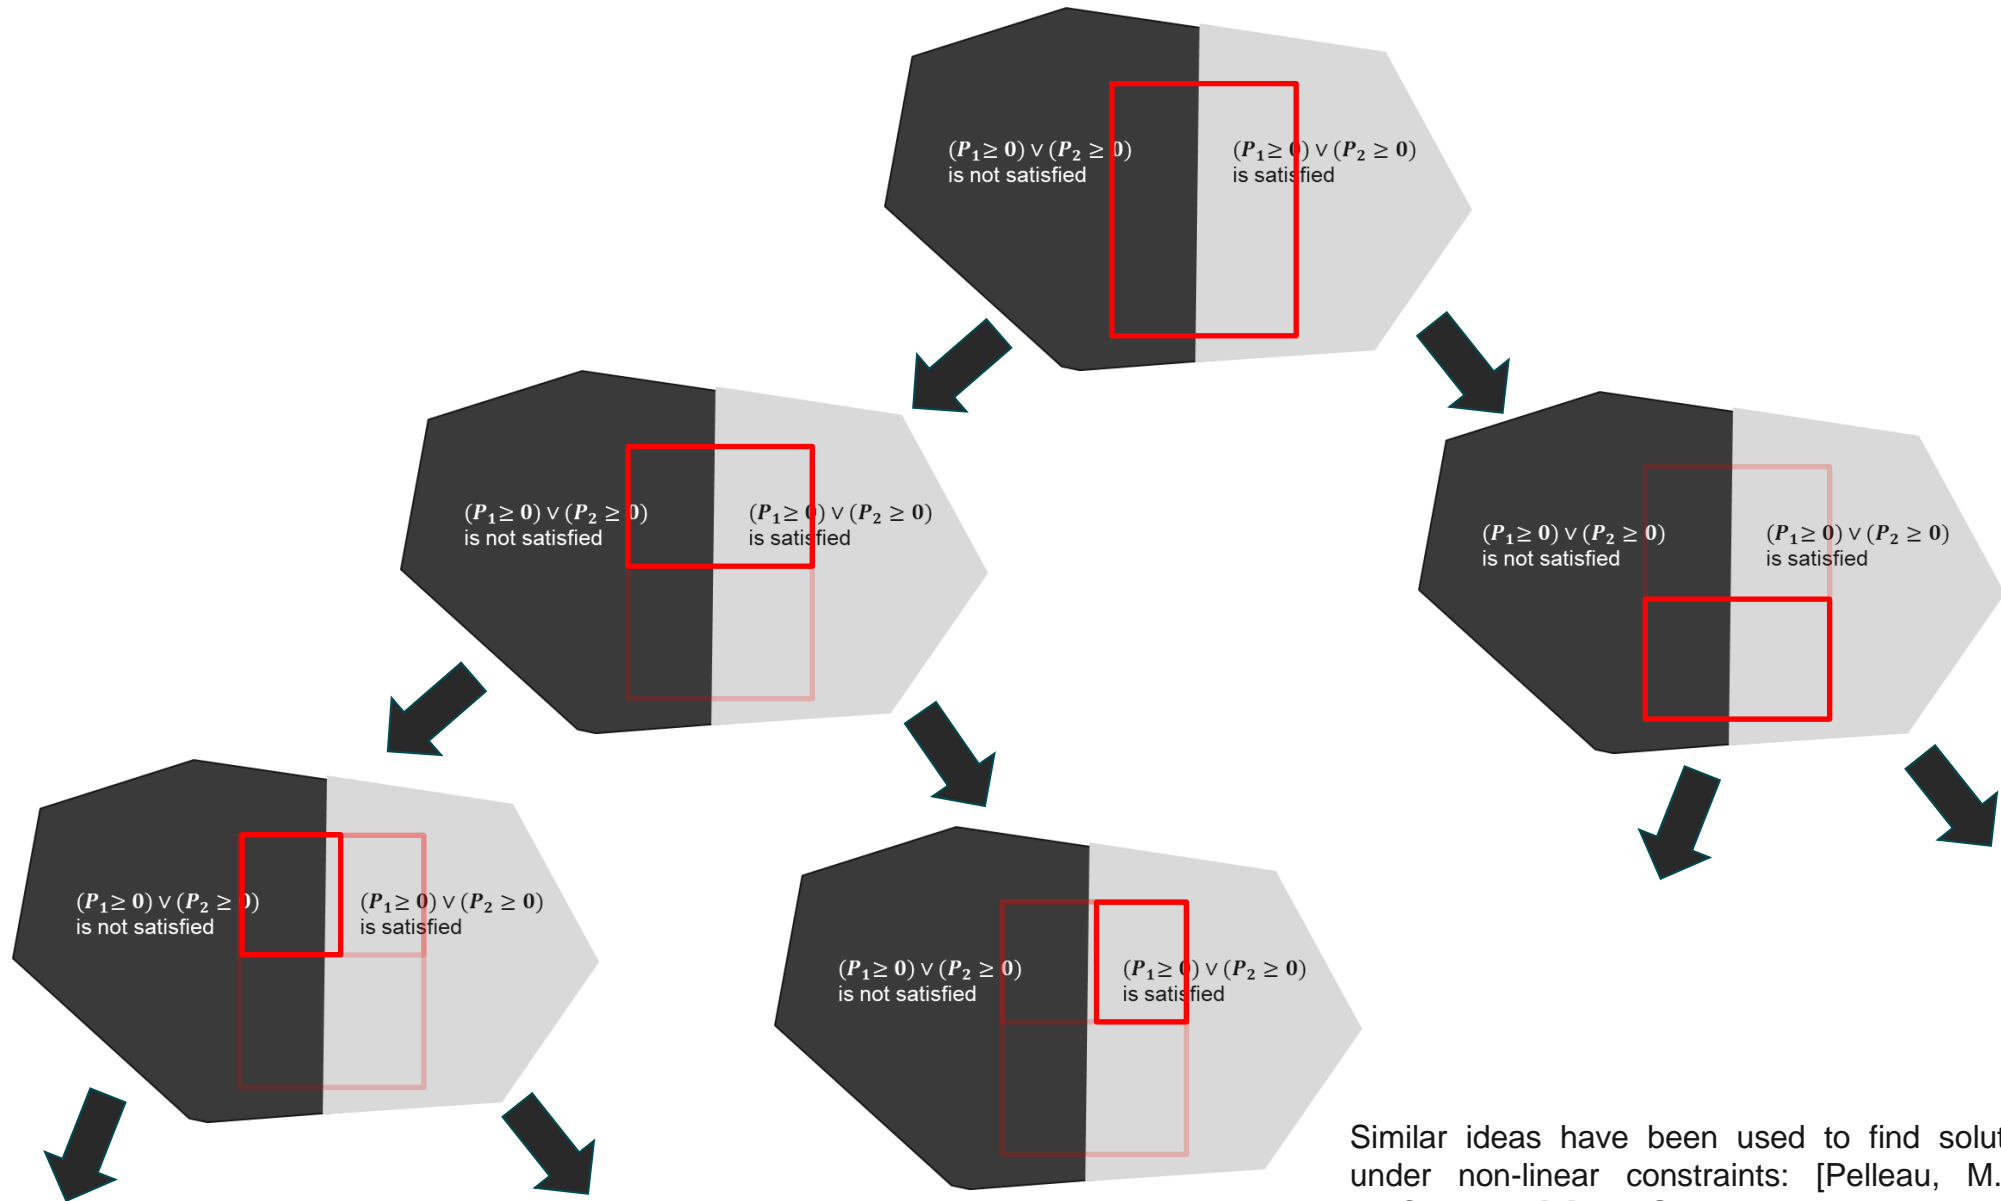 (P₁≥ 0) ∨ (P₂ ≥ 0)
is not satisfied
(P₁≥ 0) ∨ (P₂ ≥ 0)
is satisfied
(P₁≥ 0) ∨ (P₂ ≥ 0)
is not satisfied
(P₁≥ 0) ∨ (P₂ ≥ 0)
is satisfied
(P₁≥ 0) ∨ (P₂ ≥ 0)
is not satisfied
(P₁≥ 0) ∨ (P₂ ≥ 0)
is satisfied
(P₁≥ 0) ∨ (P₂ ≥ 0)
is not satisfied
(P₁≥ 0) ∨ (P₂ ≥ 0)
is satisfied
(P₁≥ 0) ∨ (P₂ ≥ 0)
is not satisfied
(P₁≥ 0) ∨ (P₂ ≥ 0)
is satisfied
Similar ideas have been used to find solut
under non-linear constraints: [Pelleau, M.